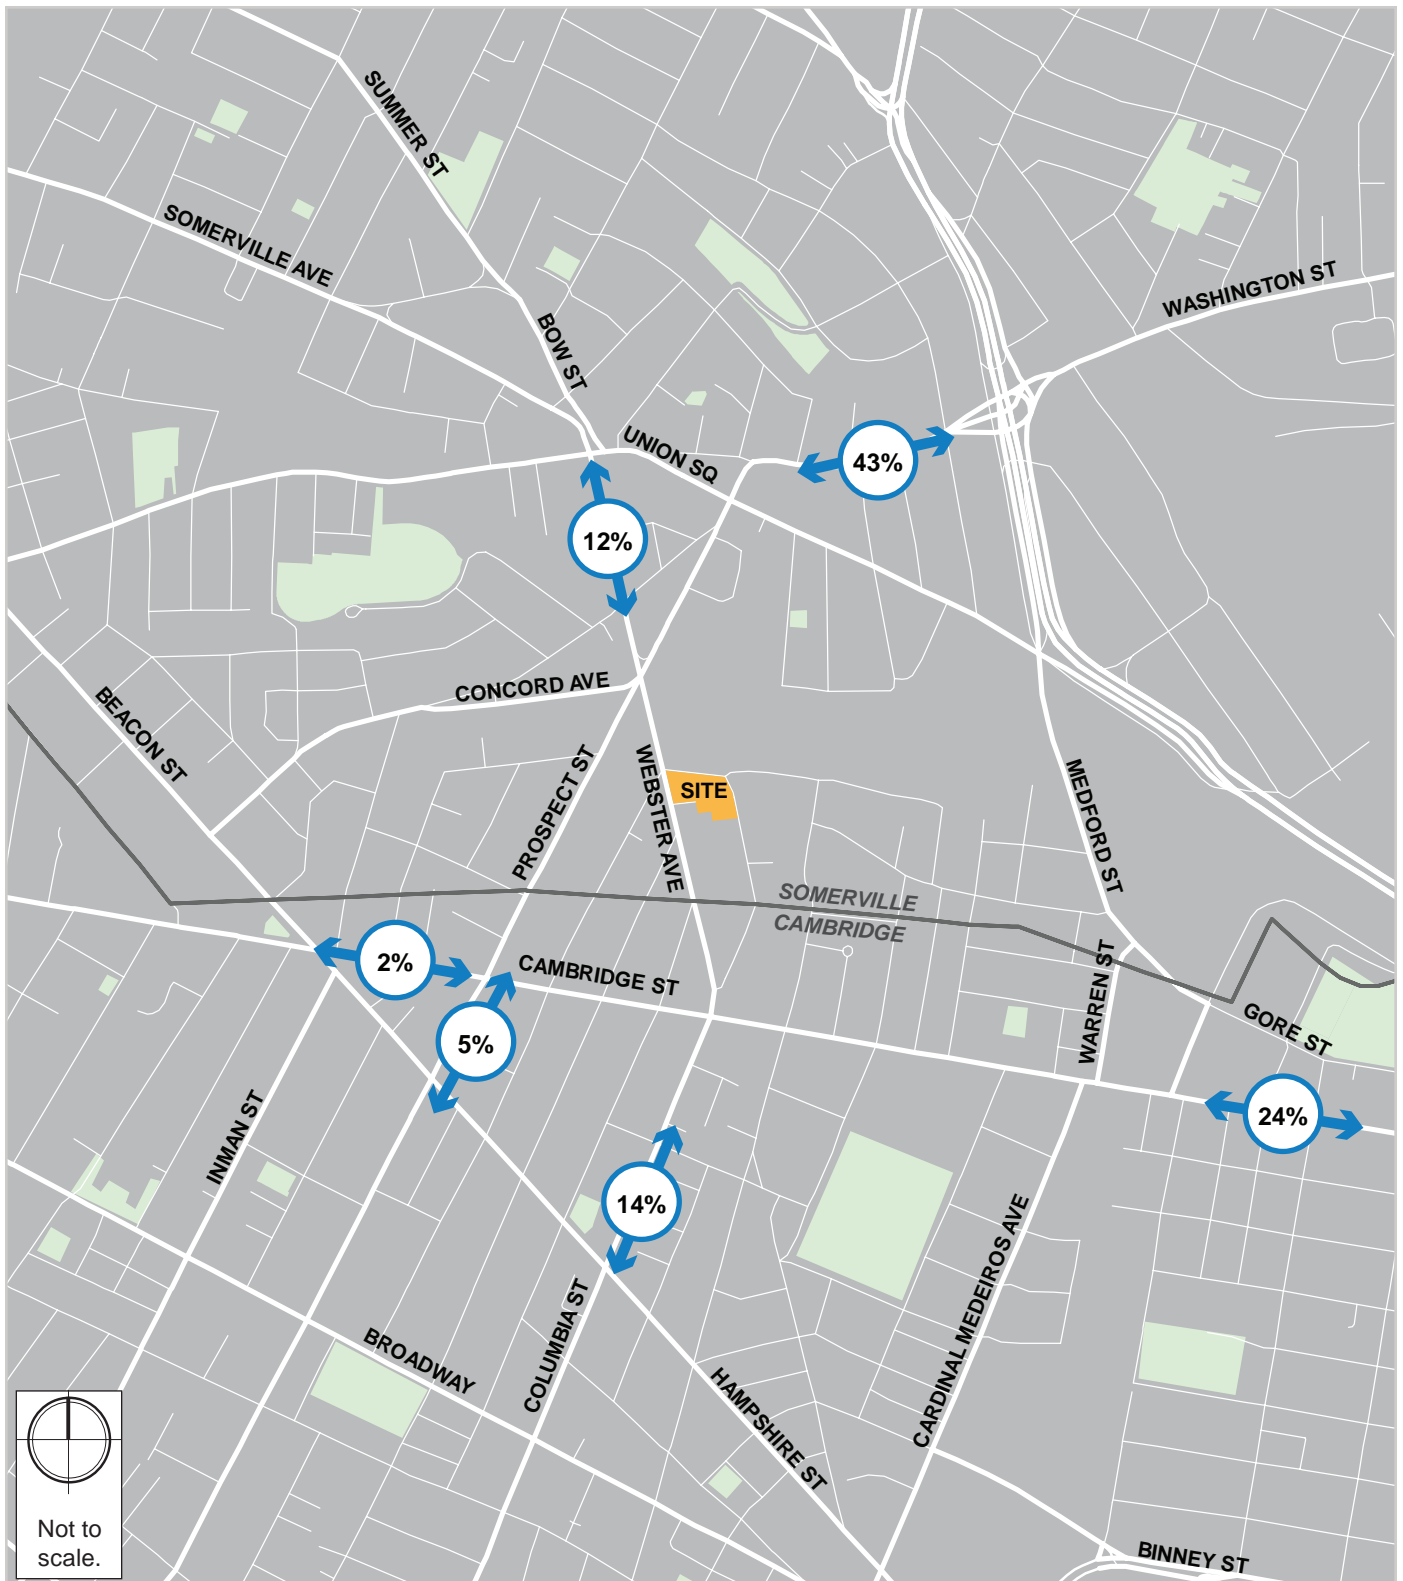 SUMMER ST
SOMERVILLE AVE
WASHINGTON ST
BOW ST
UNION SQ
43%
12%
CONCORD AVE
BEACON ST
PROSPECT ST
WEBSTER AVE
SITE
MEDFORD ST
SOMERVILLE
CAMBRIDGE
2%
CAMBRIDGE ST
WARREN ST
5%
GORE ST
24%
INMAN ST
14%
CARDINAL MEDEIROS AVE
COLUMBIA ST
BROADWAY
HAMPSHIRE ST
Not to
scale.
BINNEY ST